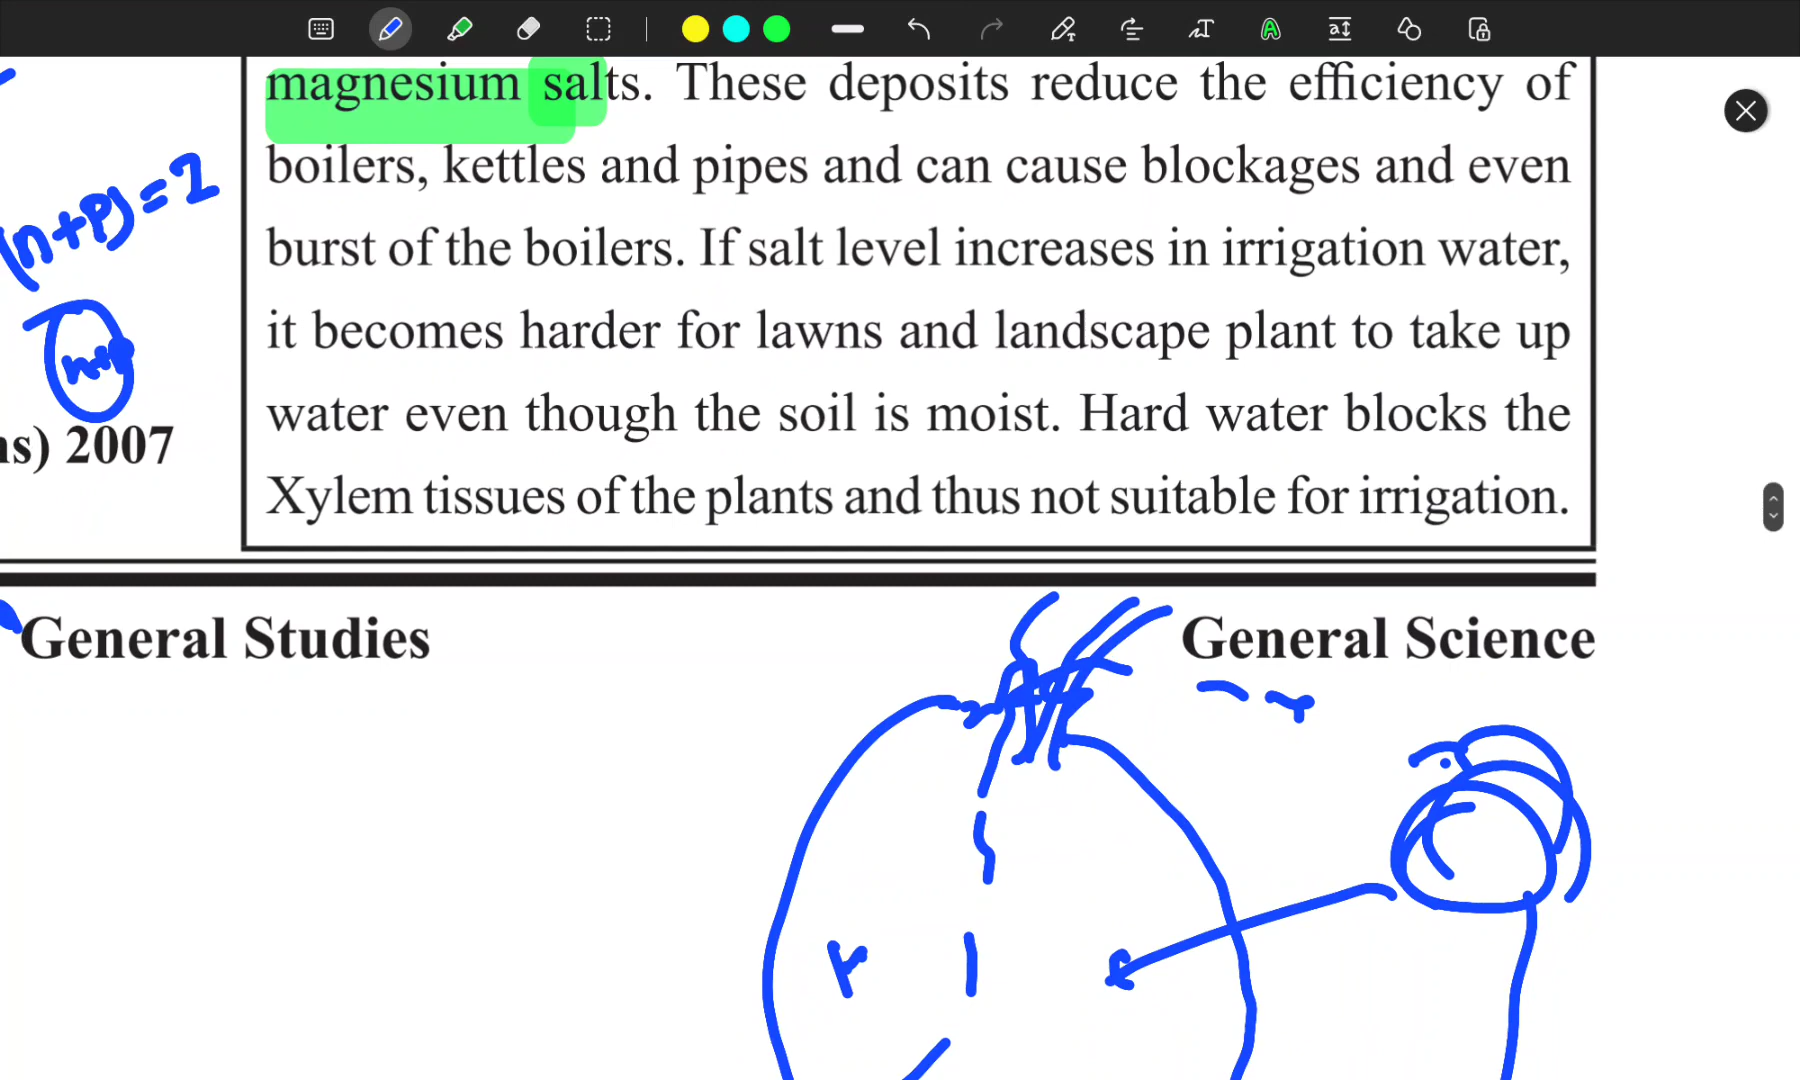 magnesium salts. These deposits reduce the efficiency of
boilers, kettles and pipes and can cause blockages and even
burst of the boilers. If salt level increases in irrigation water,
it becomes harder for lawns and landscape plant to take up
water even though the soil is moist. Hard water blocks the
Xylem tissues of the plants and thus not suitable for irrigation.
(n+p)=2
n+p
ns) 2007
General Studies
General Science